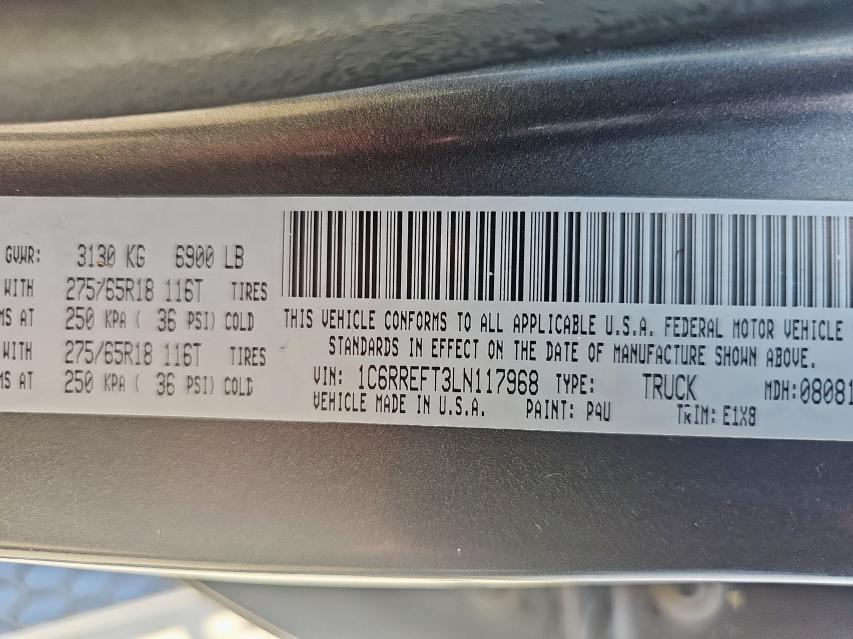 GVWR: 3130 KG 6900 LB
WITH 275/65R18 116T TIRES
MS AT 250 KPA ( 36 PSI) COLD
WITH 275/65R18 116T TIRES
MS AT 250 KPA ( 36 PSI) COLD
THIS VEHICLE CONFORMS TO ALL APPLICABLE U.S.A. FEDERAL MOTOR VEHICLE
STANDARDS IN EFFECT ON THE DATE OF MANUFACTURE SHOWN ABOVE.
VIN: 1C6RREFT3LN117968 TYPE: TRUCK MDH:08081
VEHICLE MADE IN U.S.A. PAINT: P4U TRIM: E1X8